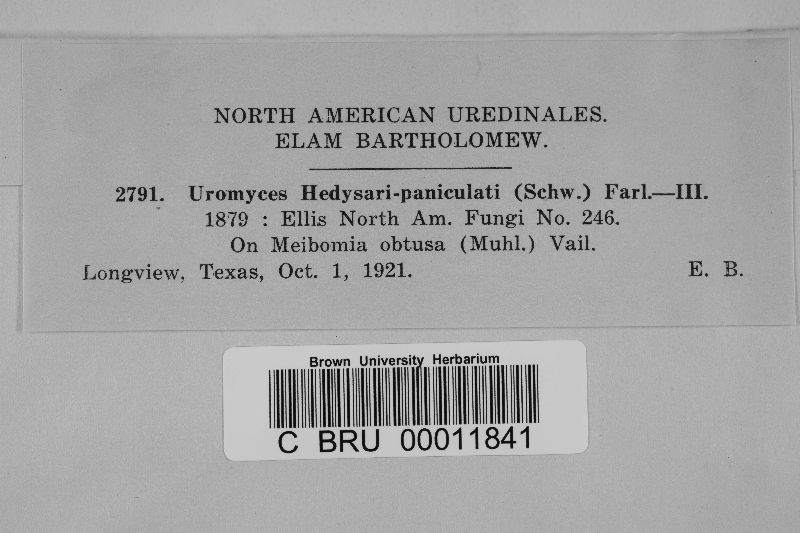 NORTH AMERICAN UREDINALES.
ELAM BARTHOLOMEW.
2791. Uromyces Hedysari-paniculati (Schw.) Farl.—III.
1879 : Ellis North Am. Fungi No. 246.
On Meibomia obtusa (Muhl.) Vail.
Longview, Texas, Oct. 1, 1921. E. B.
Brown University Herbarium
C BRU 00011841